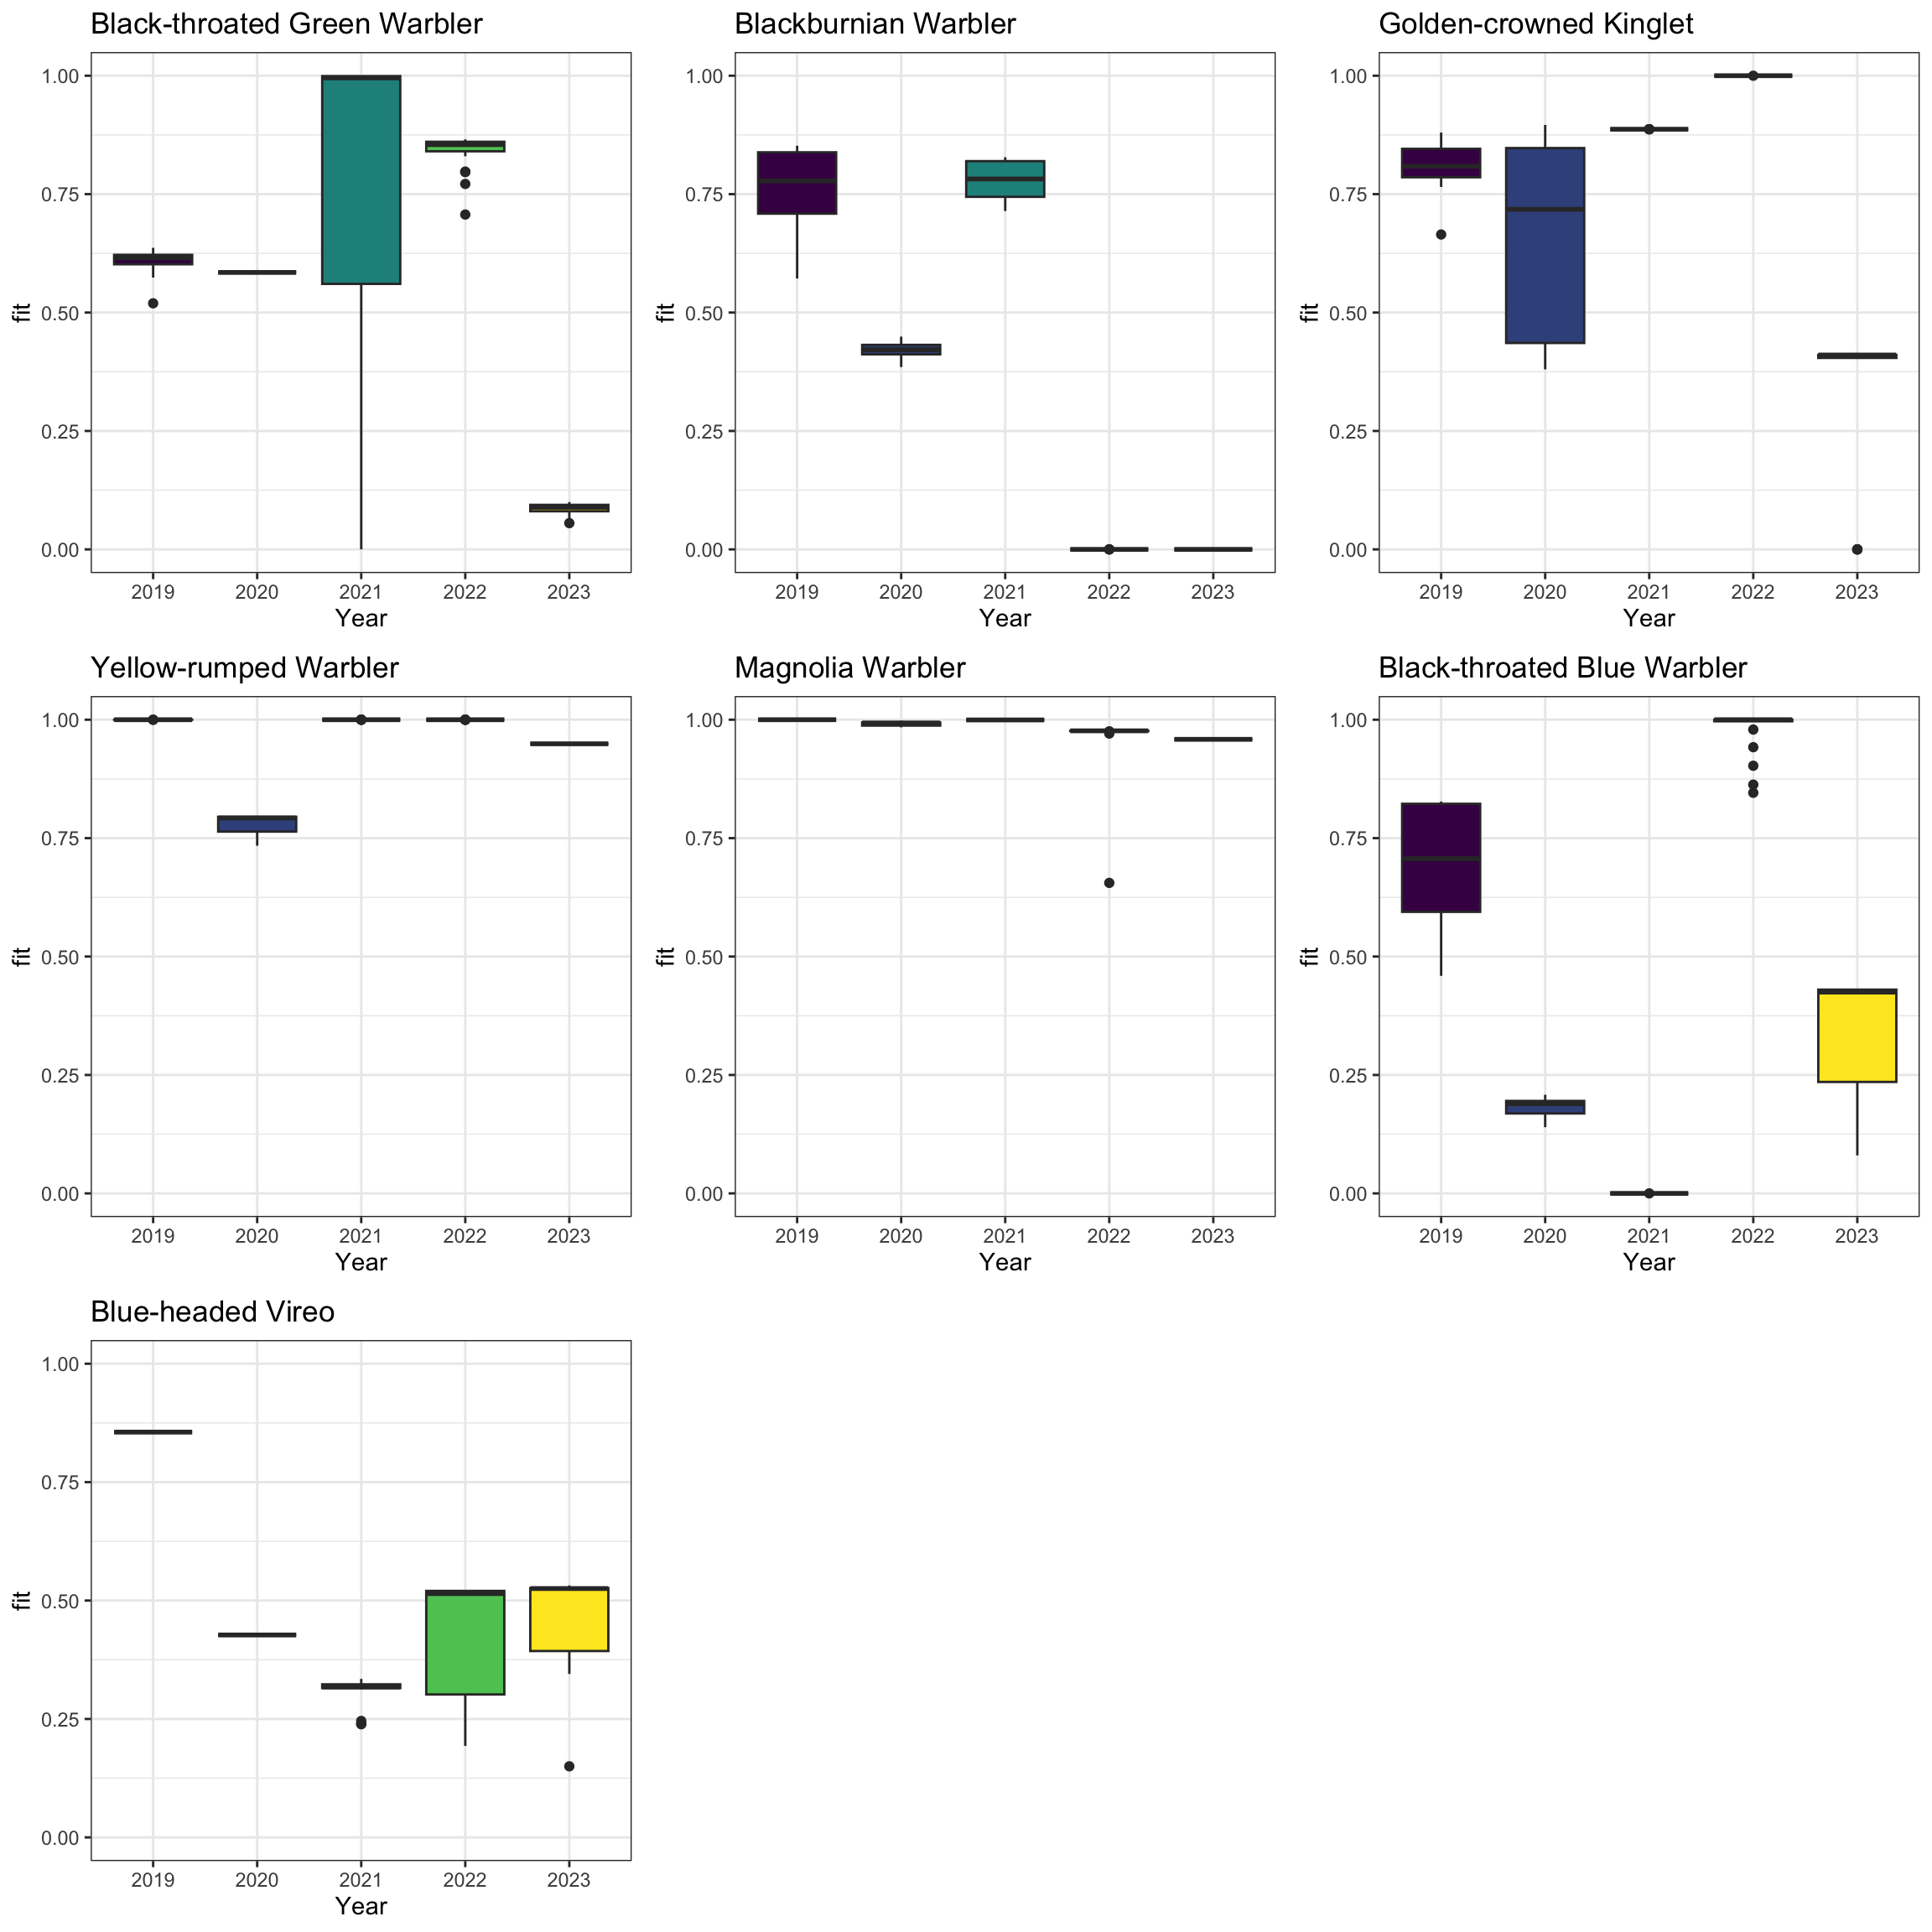 Black-throated Green Warbler
fit
1.00
0.75
0.50
0.25
0.00
2019 2020 2021 2022 2023
Year
Blackburnian Warbler
fit
1.00
0.75
0.50
0.25
0.00
2019 2020 2021 2022 2023
Year
Golden-crowned Kinglet
fit
1.00
0.75
0.50
0.25
0.00
2019 2020 2021 2022 2023
Year
Yellow-rumped Warbler
fit
1.00
0.75
0.50
0.25
0.00
2019 2020 2021 2022 2023
Year
Magnolia Warbler
fit
1.00
0.75
0.50
0.25
0.00
2019 2020 2021 2022 2023
Year
Black-throated Blue Warbler
fit
1.00
0.75
0.50
0.25
0.00
2019 2020 2021 2022 2023
Year
Blue-headed Vireo
fit
1.00
0.75
0.50
0.25
0.00
2019 2020 2021 2022 2023
Year